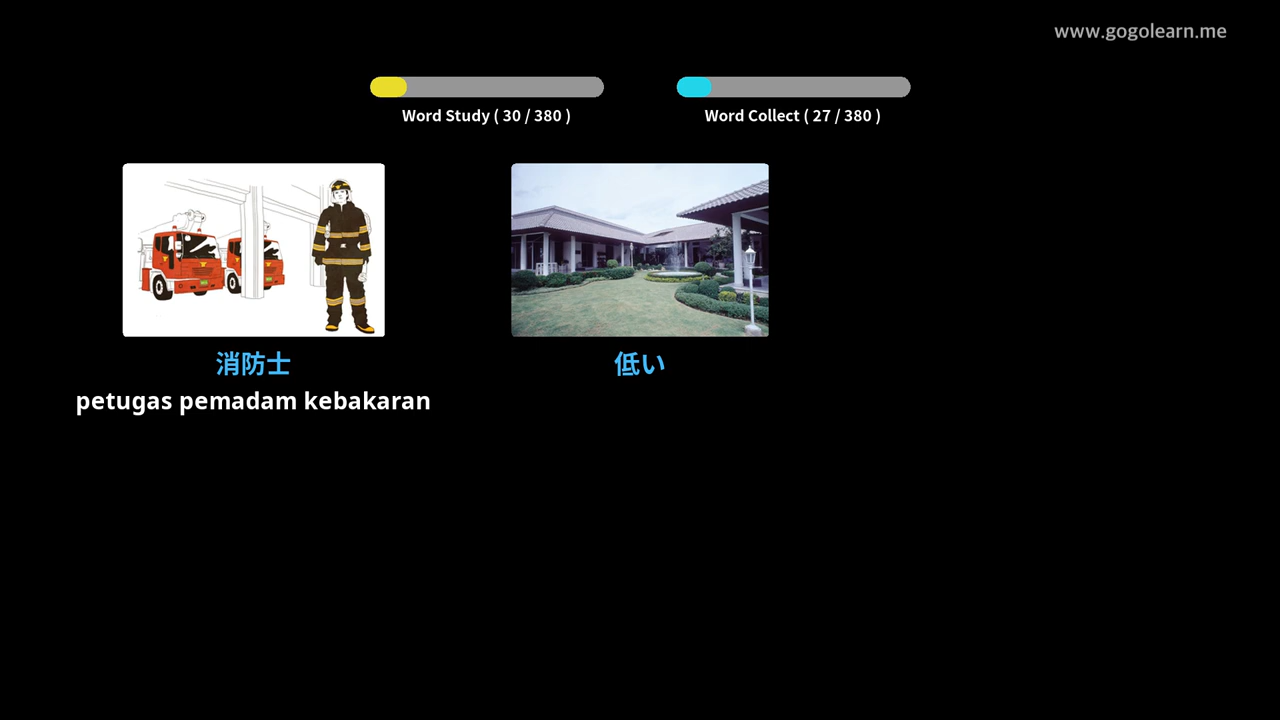 www.gogolearn.me
Word Study ( 30 / 380 )
Word Collect ( 27 / 380 )
消防士
petugas pemadam kebakaran
低い